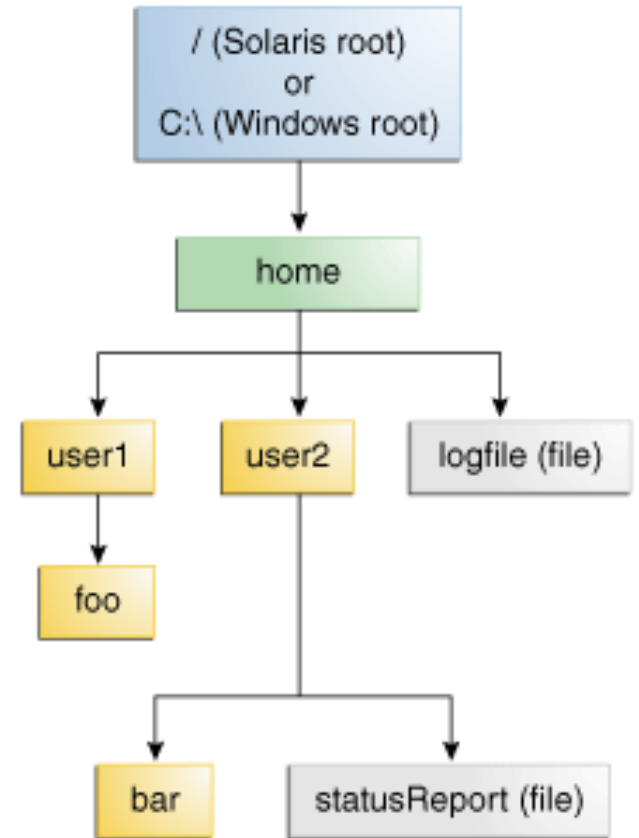 / (Solaris root)
or
C:\ (Windows root)
home
user1
user2
logfile (file)
foo
bar
statusReport (file)